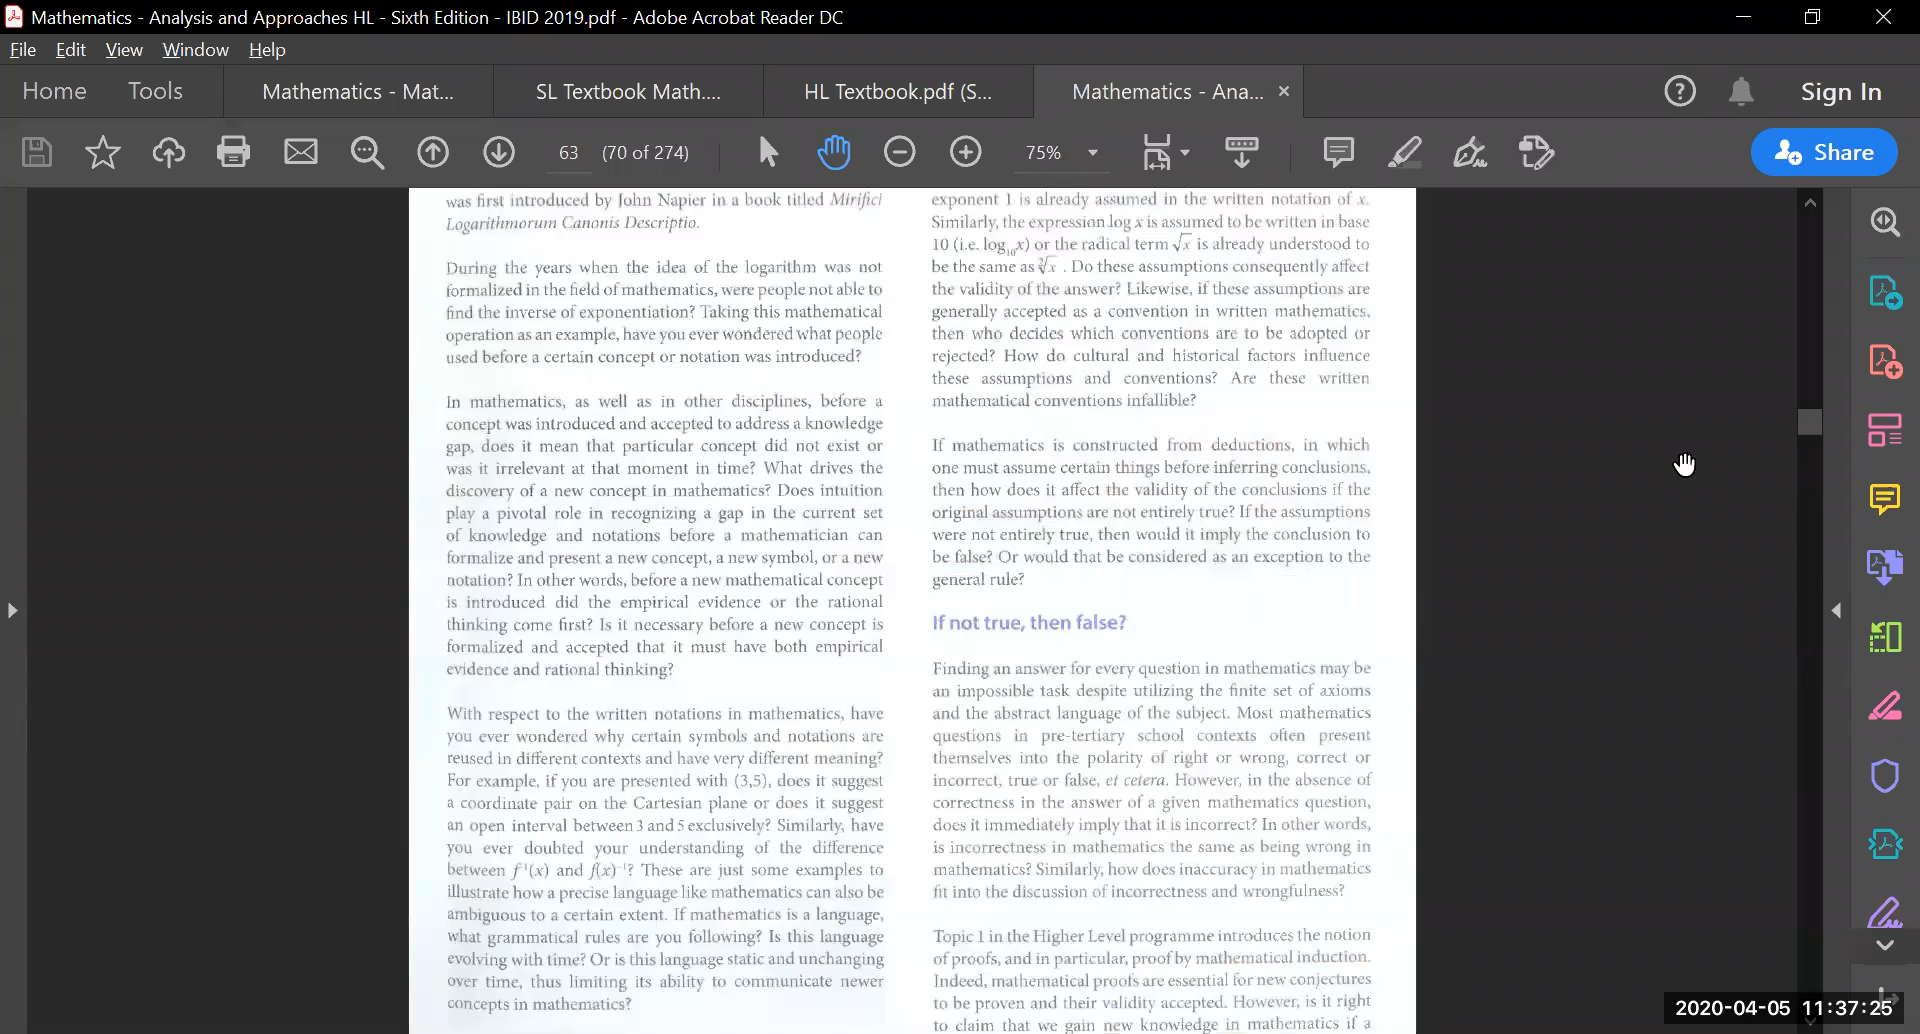 Mathematics - Analysis and Approaches HL - Sixth Edition - IBID 2019.pdf - Adobe Acrobat Reader DC
File Edit View Window Help
Home Tools Mathematics - Mat... SL Textbook Math.... HL Textbook.pdf (S... Mathematics - Ana... × Sign In
63 (70 of 274) 75% Share
was first introduced by John Napier in a book titled Mirifici
Logarithmorum Canonis Descriptio.
During the years when the idea of the logarithm was not
formalized in the field of mathematics, were people not able to
find the inverse of exponentiation? Taking this mathematical
operation as an example, have you ever wondered what people
used before a certain concept or notation was introduced?
In mathematics, as well as in other disciplines, before a
concept was introduced and accepted to address a knowledge
gap, does it mean that particular concept did not exist or
was it irrelevant at that moment in time? What drives the
discovery of a new concept in mathematics? Does intuition
play a pivotal role in recognizing a gap in the current set
of knowledge and notations before a mathematician can
formalize and present a new concept, a new symbol, or a new
notation? In other words, before a new mathematical concept
is introduced did the empirical evidence or the rational
thinking come first? Is it necessary before a new concept is
formalized and accepted that it must have both empirical
evidence and rational thinking?
With respect to the written notations in mathematics, have
you ever wondered why certain symbols and notations are
reused in different contexts and have very different meaning?
For example, if you are presented with (3,5), does it suggest
a coordinate pair on the Cartesian plane or does it suggest
an open interval between 3 and 5 exclusively? Similarly, have
you ever doubted your understanding of the difference
between f⁻¹(x) and f(x)⁻¹? These are just some examples to
illustrate how a precise language like mathematics can also be
ambiguous to a certain extent. If mathematics is a language,
what grammatical rules are you following? Is this language
evolving with time? Or is this language static and unchanging
over time, thus limiting its ability to communicate newer
concepts in mathematics?
exponent 1 is already assumed in the written notation of x.
Similarly, the expression log x is assumed to be written in base
10 (i.e. log₁₀x) or the radical term √x is already understood to
be the same as ²√x . Do these assumptions consequently affect
the validity of the answer? Likewise, if these assumptions are
generally accepted as a convention in written mathematics,
then who decides which conventions are to be adopted or
rejected? How do cultural and historical factors influence
these assumptions and conventions? Are these written
mathematical conventions infallible?
If mathematics is constructed from deductions, in which
one must assume certain things before inferring conclusions,
then how does it affect the validity of the conclusions if the
original assumptions are not entirely true? If the assumptions
were not entirely true, then would it imply the conclusion to
be false? Or would that be considered as an exception to the
general rule?
If not true, then false?
Finding an answer for every question in mathematics may be
an impossible task despite utilizing the finite set of axioms
and the abstract language of the subject. Most mathematics
questions in pre-tertiary school contexts often present
themselves into the polarity of right or wrong, correct or
incorrect, true or false, et cetera. However, in the absence of
correctness in the answer of a given mathematics question,
does it immediately imply that it is incorrect? In other words,
is incorrectness in mathematics the same as being wrong in
mathematics? Similarly, how does inaccuracy in mathematics
fit into the discussion of incorrectness and wrongfulness?
Topic 1 in the Higher Level programme introduces the notion
of proofs, and in particular, proof by mathematical induction.
Indeed, mathematical proofs are essential for new conjectures
to be proven and their validity accepted. However, is it right
to claim that we gain new knowledge in mathematics if a
2020-04-05 11:37:25